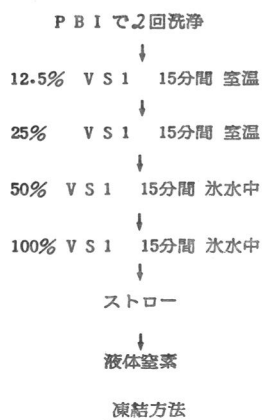 PBIで2回洗浄
↓
12.5% VS1 15分間 室温
↓
25% VS1 15分間 室温
↓
50% VS1 15分間 氷水中
↓
100% VS1 15分間 氷水中
↓
ストロー
↓
液体窒素
凍結方法